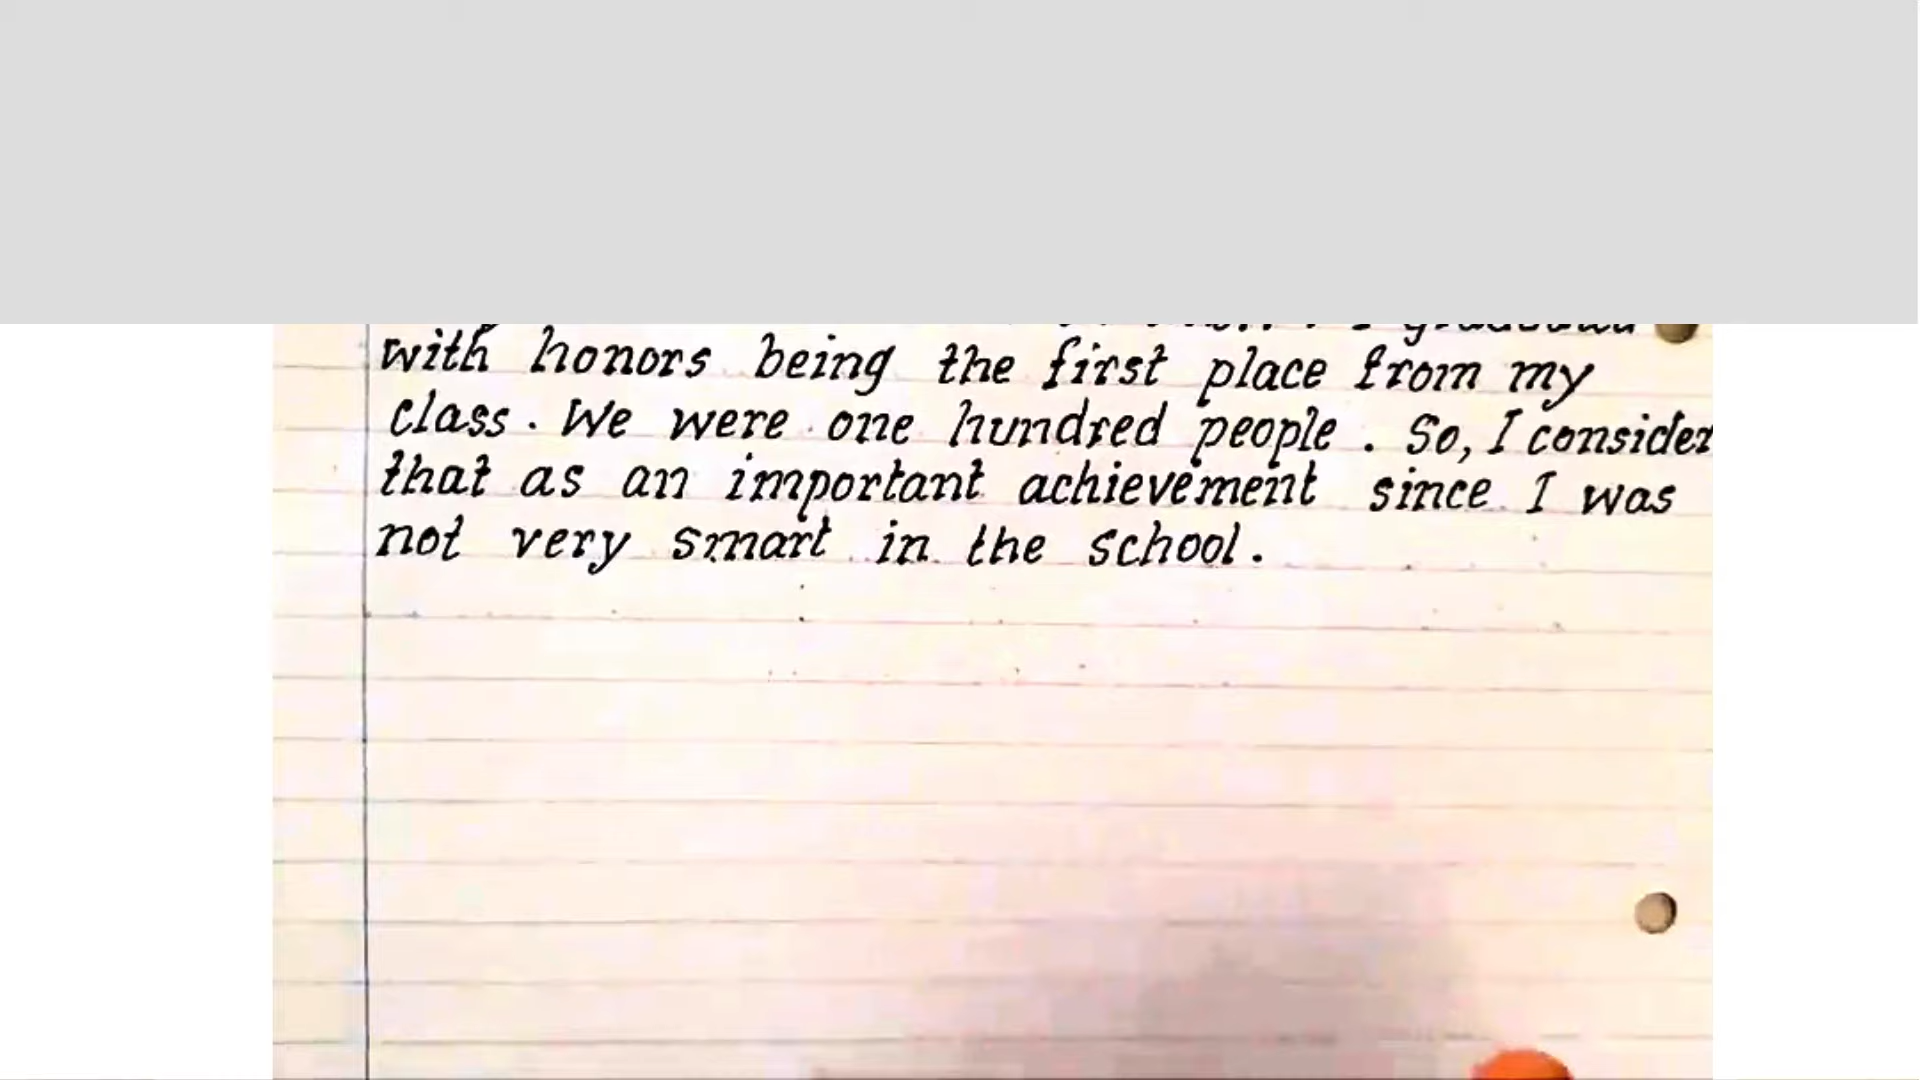 I graduated
with honors being the first place from my
class. We were one hundred people. So, I consider
that as an important achievement since I was
not very smart in the school.